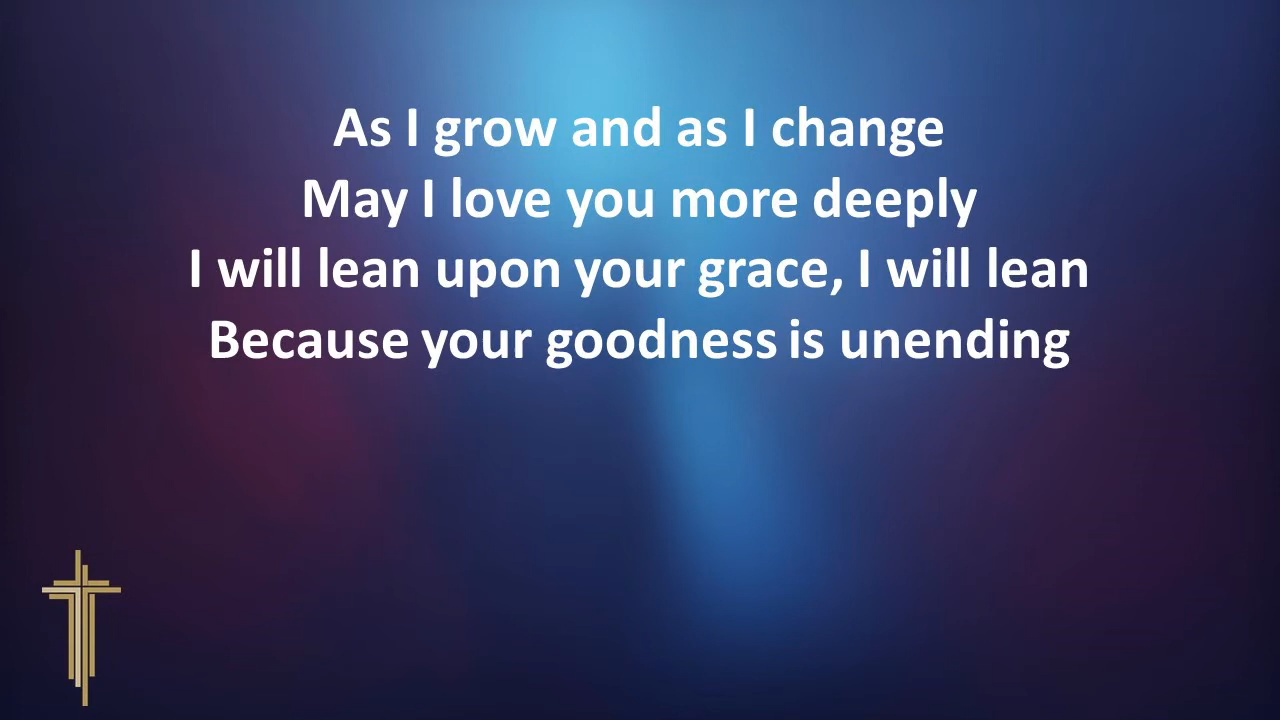 As I grow and as I change
May I love you more deeply
I will lean upon your grace, I will lean
Because your goodness is unending